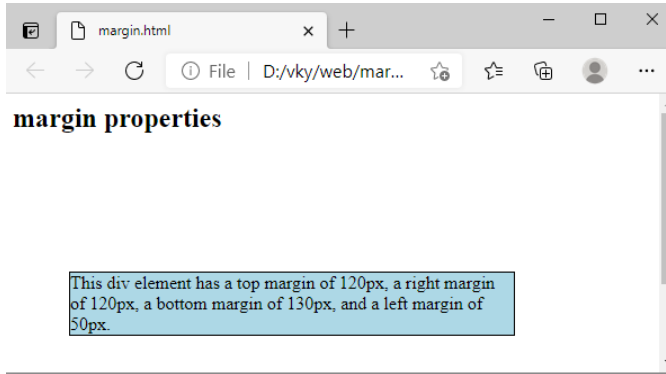 margin.html
File | D:/vky/web/mar...
margin properties
This div element has a top margin of 120px, a right margin
of 120px, a bottom margin of 130px, and a left margin of
50px.